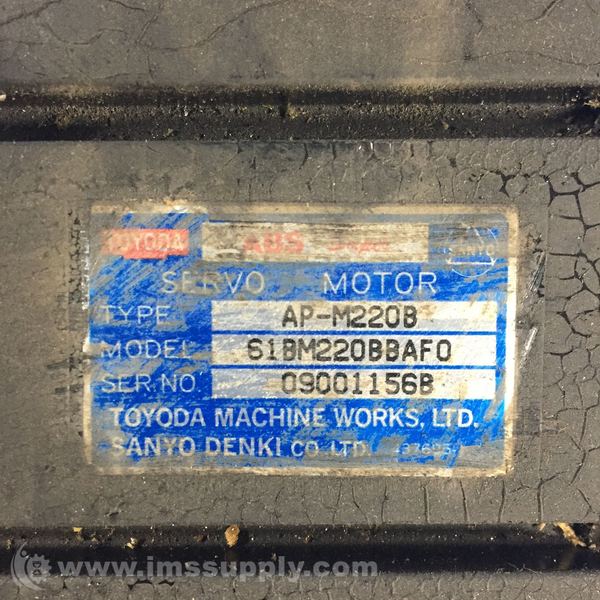 TOYODA ABS SANYO
SERVO MOTOR
TYPE AP-M220B
MODEL 61BM220BBAF0
SER.NO. 09001156B
TOYODA MACHINE WORKS, LTD.
SANYO DENKI CO.,LTD.
www.imssupply.com